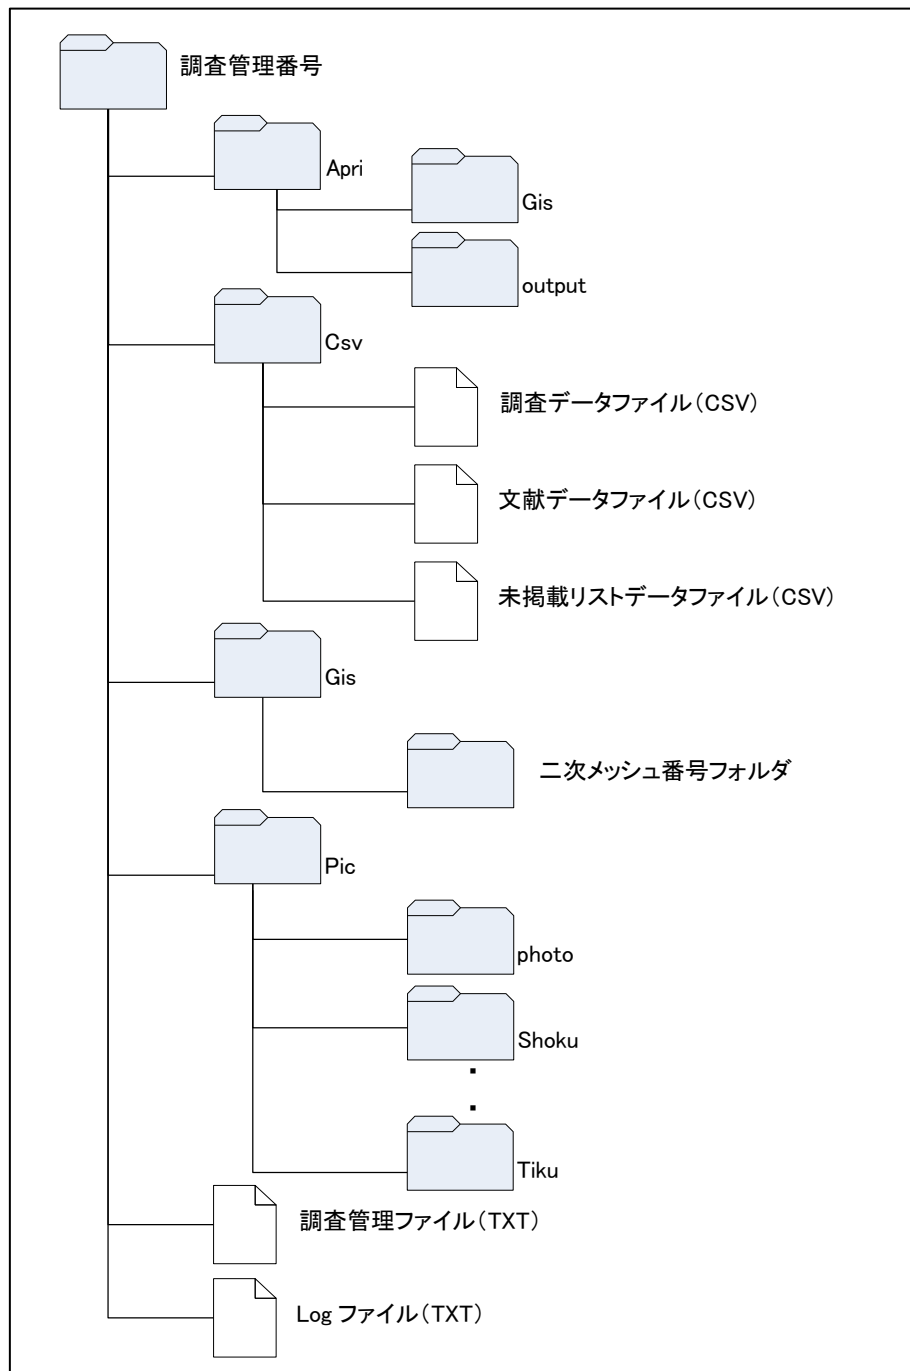 調査管理番号
Apri
Gis
output
Csv
調査データファイル（CSV）
文献データファイル（CSV）
未掲載リストデータファイル（CSV）
Gis
二次メッシュ番号フォルダ
Pic
photo
Shoku
・
・
Tiku
調査管理ファイル（TXT）
Log ファイル（TXT）